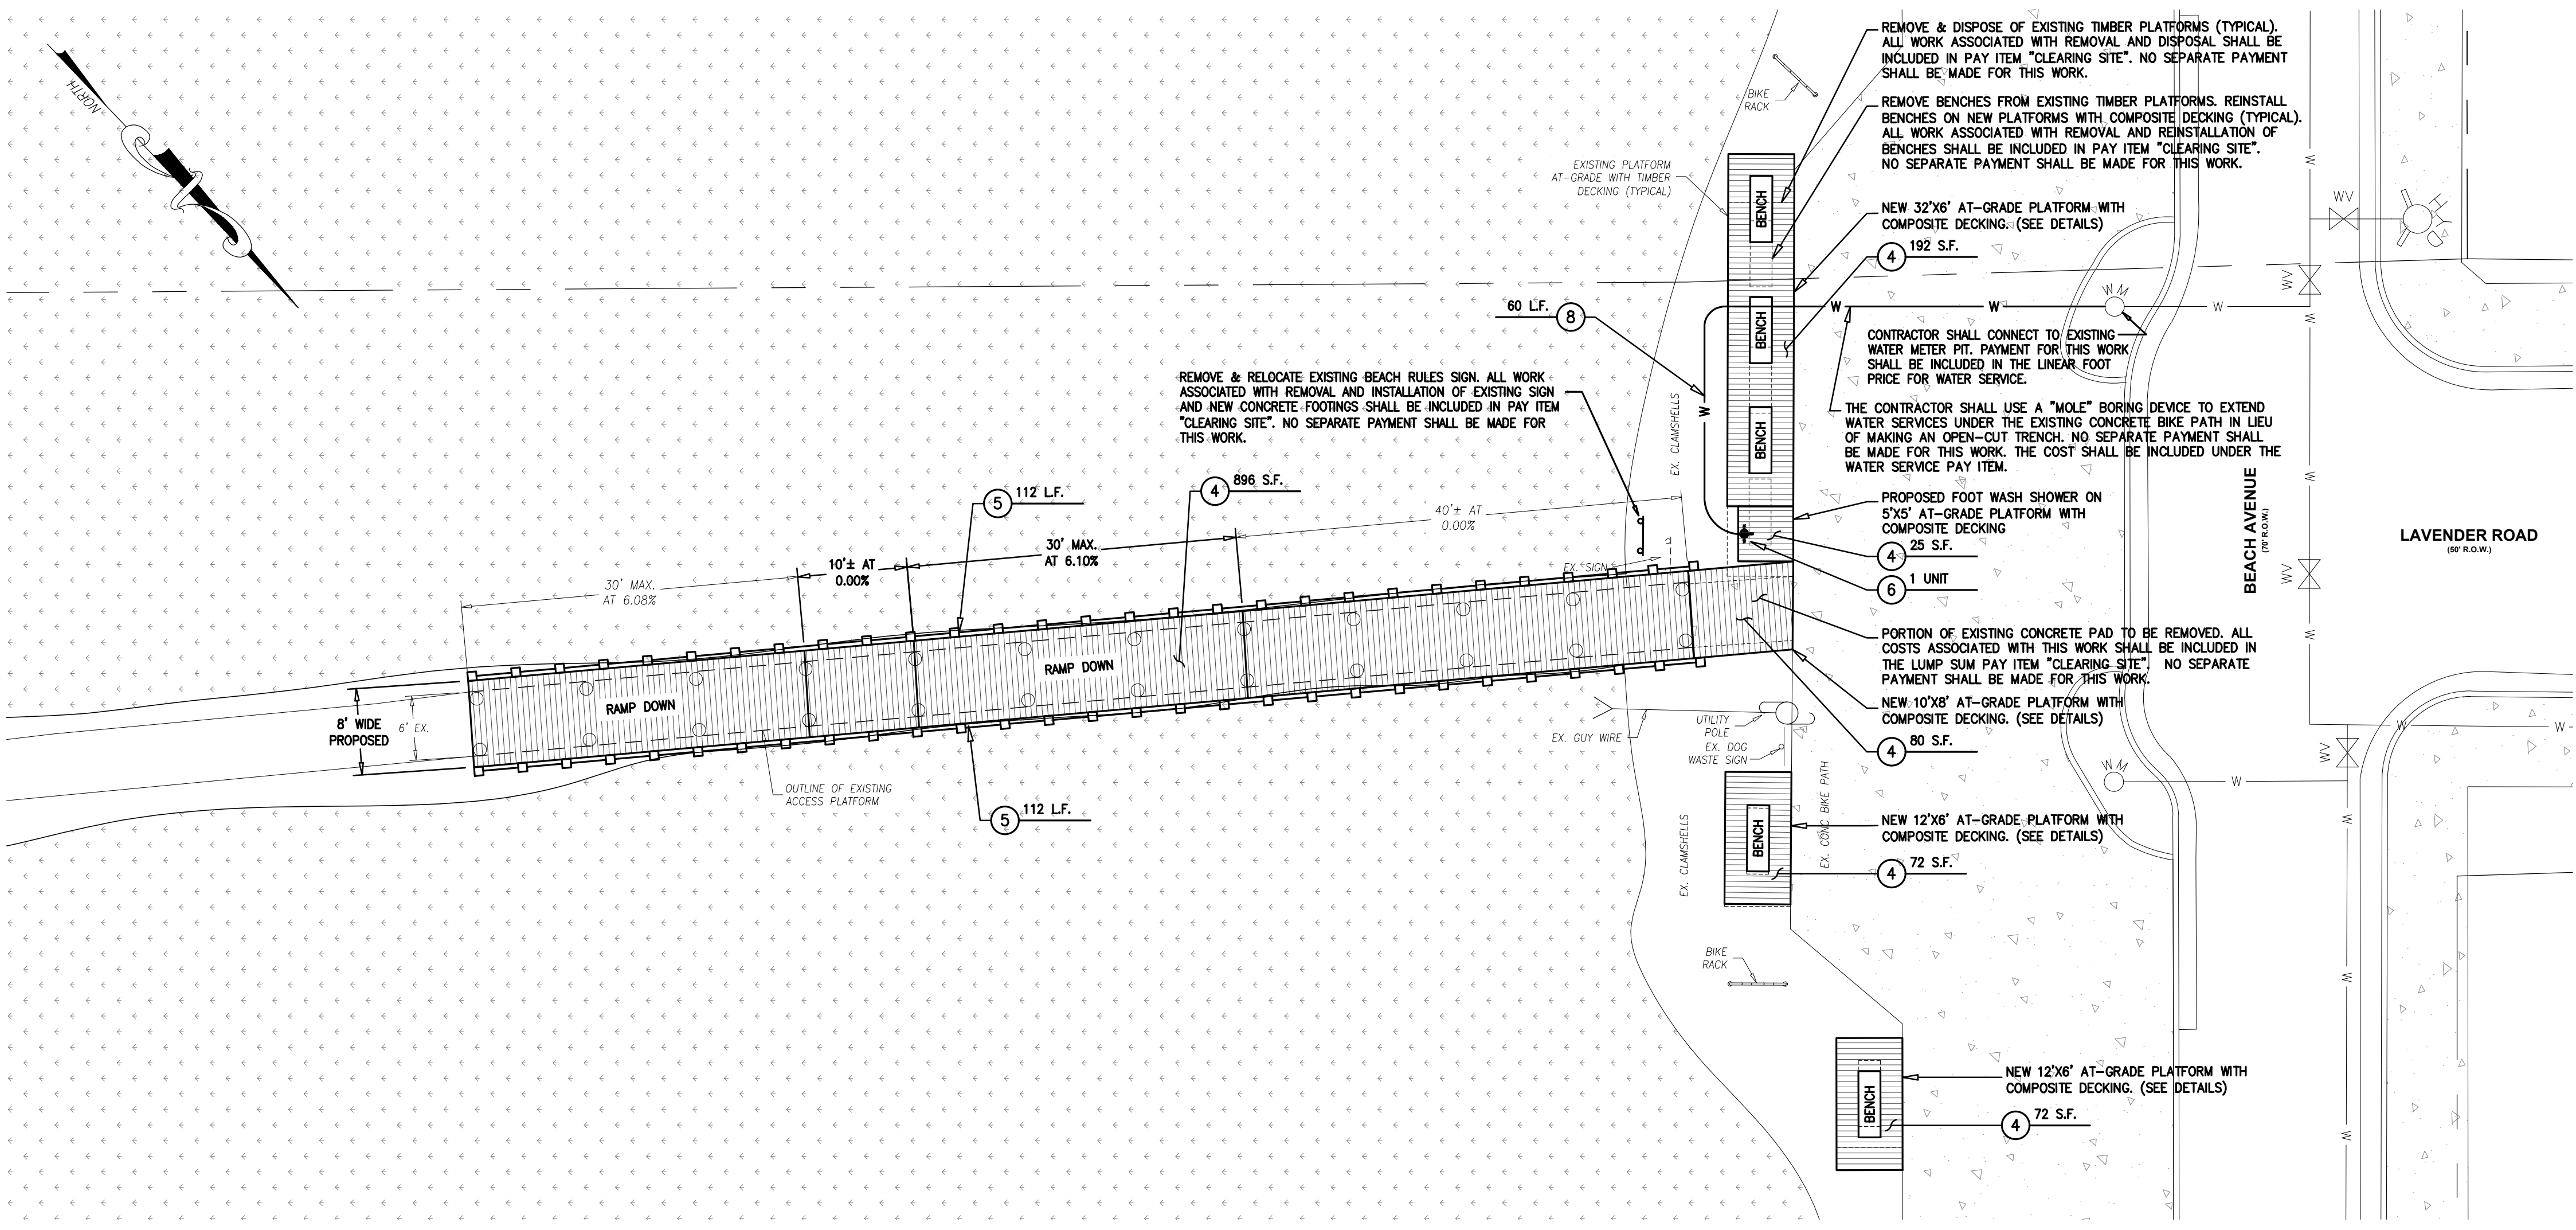 NORTH
REMOVE & DISPOSE OF EXISTING TIMBER PLATFORMS (TYPICAL).
ALL WORK ASSOCIATED WITH REMOVAL AND DISPOSAL SHALL BE
INCLUDED IN PAY ITEM "CLEARING SITE". NO SEPARATE PAYMENT
SHALL BE MADE FOR THIS WORK.
BIKE
RACK
REMOVE BENCHES FROM EXISTING TIMBER PLATFORMS. REINSTALL
BENCHES ON NEW PLATFORMS WITH COMPOSITE DECKING (TYPICAL).
ALL WORK ASSOCIATED WITH REMOVAL AND REINSTALLATION OF
BENCHES SHALL BE INCLUDED IN PAY ITEM "CLEARING SITE".
NO SEPARATE PAYMENT SHALL BE MADE FOR THIS WORK.
EXISTING PLATFORM
AT-GRADE WITH TIMBER
DECKING (TYPICAL)
BENCH
NEW 32'X6' AT-GRADE PLATFORM WITH
COMPOSITE DECKING. (SEE DETAILS)
4 192 S.F.
WV
HYD
WV
WM
W
W
W
W
W
60 L.F. 8
BENCH
CONTRACTOR SHALL CONNECT TO EXISTING
WATER METER PIT. PAYMENT FOR THIS WORK
SHALL BE INCLUDED IN THE LINEAR FOOT
PRICE FOR WATER SERVICE.
W
REMOVE & RELOCATE EXISTING BEACH RULES SIGN. ALL WORK
ASSOCIATED WITH REMOVAL AND INSTALLATION OF EXISTING SIGN
AND NEW CONCRETE FOOTINGS SHALL BE INCLUDED IN PAY ITEM
"CLEARING SITE". NO SEPARATE PAYMENT SHALL BE MADE FOR
THIS WORK.
EX. CLAMSHELLS
W
BENCH
THE CONTRACTOR SHALL USE A "MOLE" BORING DEVICE TO EXTEND
WATER SERVICES UNDER THE EXISTING CONCRETE BIKE PATH IN LIEU
OF MAKING AN OPEN-CUT TRENCH. NO SEPARATE PAYMENT SHALL
BE MADE FOR THIS WORK. THE COST SHALL BE INCLUDED UNDER THE
WATER SERVICE PAY ITEM.
W
BEACH AVENUE
(70' R.O.W.)
LAVENDER ROAD
(50' R.O.W.)
5 112 L.F.
4 896 S.F.
40'± AT
0.00%
PROPOSED FOOT WASH SHOWER ON
5'X5' AT-GRADE PLATFORM WITH
COMPOSITE DECKING
4 25 S.F.
6 1 UNIT
W
WV
W
30' MAX.
AT 6.10%
10'± AT
0.00%
30' MAX.
AT 6.08%
EX. SIGN
PORTION OF EXISTING CONCRETE PAD TO BE REMOVED. ALL
COSTS ASSOCIATED WITH THIS WORK SHALL BE INCLUDED IN
THE LUMP SUM PAY ITEM "CLEARING SITE". NO SEPARATE
PAYMENT SHALL BE MADE FOR THIS WORK.
RAMP DOWN
RAMP DOWN
8' WIDE
PROPOSED
6' EX.
NEW 10'X8' AT-GRADE PLATFORM WITH
COMPOSITE DECKING. (SEE DETAILS)
4 80 S.F.
UTILITY
POLE
EX. GUY WIRE
EX. DOG
WASTE SIGN
W
W
WV
WM
W
OUTLINE OF EXISTING
ACCESS PLATFORM
5 112 L.F.
EX. CLAMSHELLS
BENCH
EX. CONC BIKE PATH
NEW 12'X6' AT-GRADE PLATFORM WITH
COMPOSITE DECKING. (SEE DETAILS)
4 72 S.F.
W
BIKE
RACK
W
NEW 12'X6' AT-GRADE PLATFORM WITH
COMPOSITE DECKING. (SEE DETAILS)
BENCH
4 72 S.F.
W